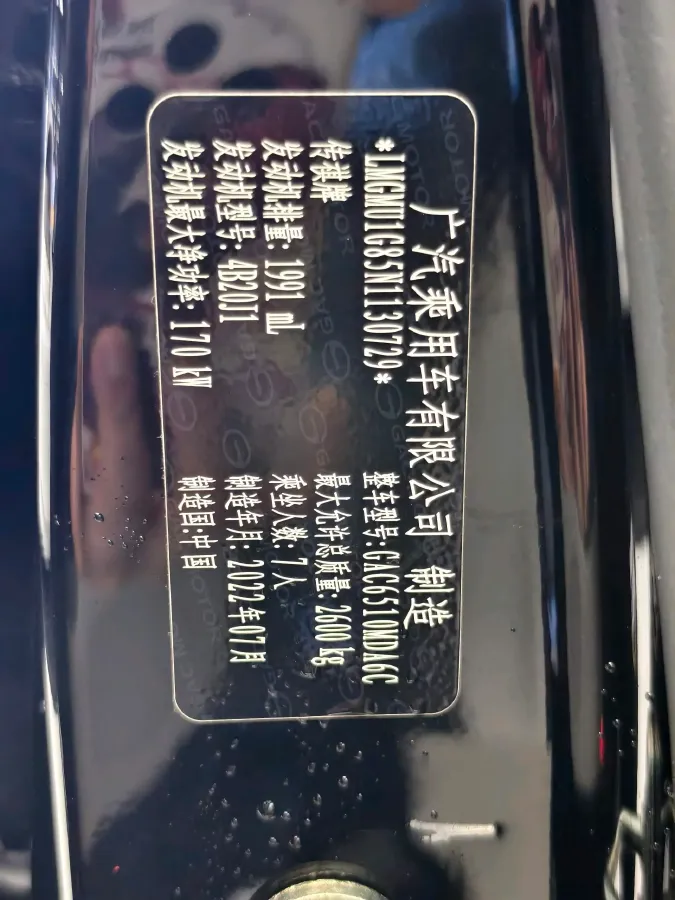 广汽乘用车有限公司 制造
*LMGMU1G85N1130729* 整车型号:GAC6510MDA6C
传祺牌 最大允许总质量:2600 kg
发动机排量:1991 mL 乘坐人数:7人
发动机型号:4B20J1 制造年月:2022年07月
发动机最大净功率:170 kW 制造国:中国